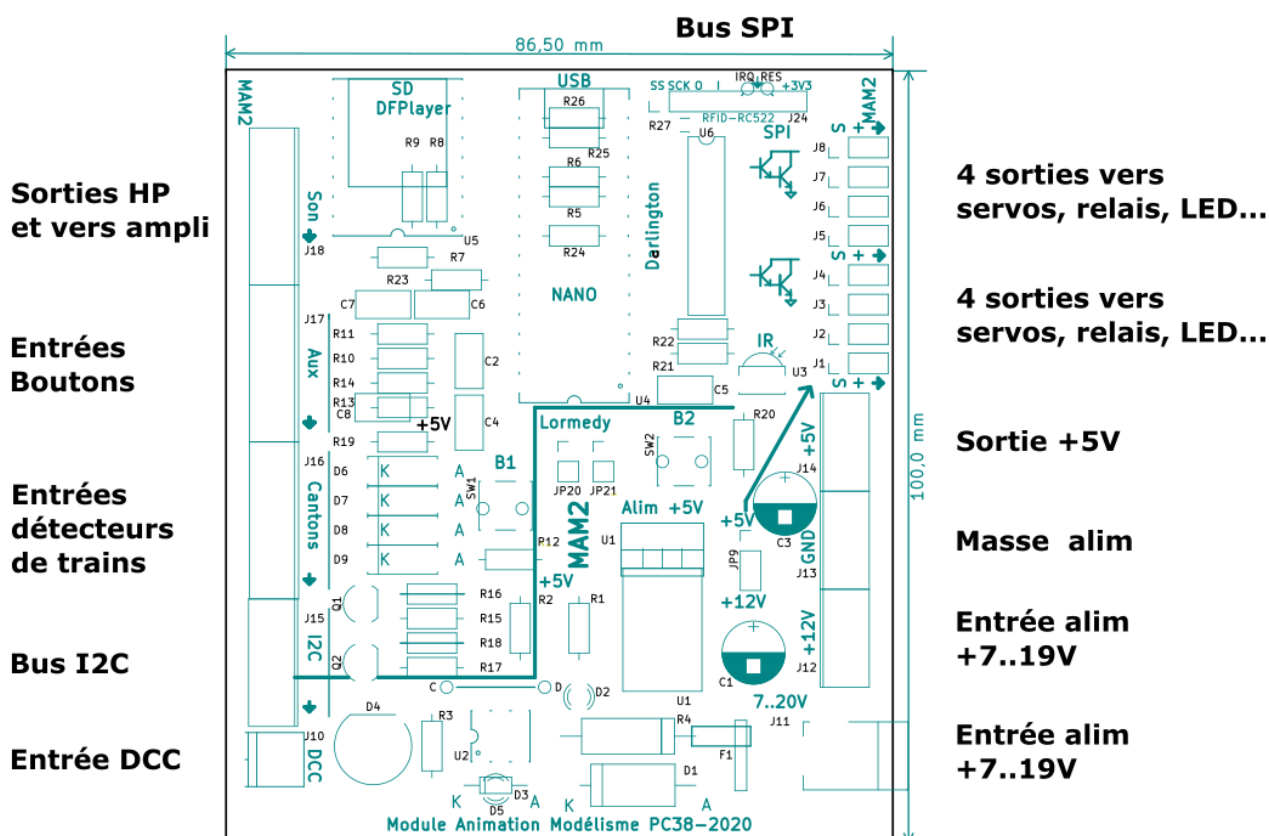 Bus SPI
86,50 mm
MAM2
SD
DFPlayer
USB
SS SCK O I
IRQ RES
+3V3
MAM2
RFID-RC522
J24
R26
R27
U6
SPI
S + 
R9
R8
R25
J8
R6
J7
Sorties HP
et vers ampli
4 sorties vers
servos, relais, LED...
Son
R5
J6
Darlington
J5
U5
R24
S +
J18
R7
R23
J4
C7
C6
NANO
J3
4 sorties vers
servos, relais, LED...
J17
R11
R22
J2
Entrées
Boutons
Aux
R10
C2
IR
R21
J1
U3
R14
C5
S +
R13
C8
U4
+5V
C4
Lormedy
B2
R20
R19
SW2
+5V
Sortie +5V
J16
D6
K
A
B1
J14
SW1
JP20
JP21
100,0 mm
Entrées
détecteurs
de trains
Cantons
D7
K
A
Alim +5V
+5V
D8
K
A
MAM2
U1
C3
GND
Masse alim
D9
K
A
R12
JP9
J13
+5V
Q1
R16
R2
R1
+12V
J15
R15
+12V
Entrée alim
+7..19V
I2C
R18
Bus I2C
Q2
R17
J12
C
D
D2
C1
U1
7..20V
D4
R3
R4
J11
J10
Entrée DCC
DCC
U2
F1
Entrée alim
+7..19V
D1
D3
K
D5
A
K
A
Module Animation Modélisme PC38-2020